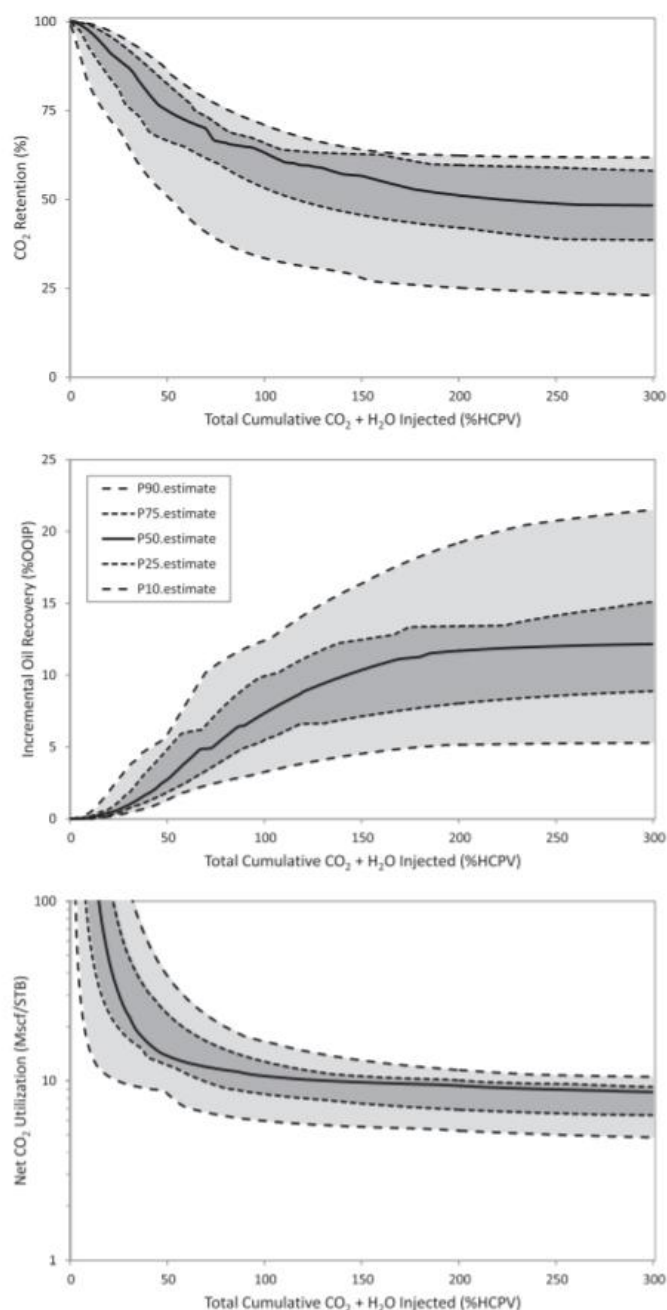 100
75
50
25
0
CO₂ Retention (%)
0 50 100 150 200 250 300
Total Cumulative CO₂ + H₂O Injected (%HCPV)
25
20
15
10
5
0
Incremental Oil Recovery (%OOIP)
P90.estimate
P75.estimate
P50.estimate
P25.estimate
P10.estimate
0 50 100 150 200 250 300
Total Cumulative CO₂ + H₂O Injected (%HCPV)
100
10
1
Net CO₂ Utilization (Mscf/STB)
0 50 100 150 200 250 300
Total Cumulative CO₂ + H₂O Injected (%HCPV)